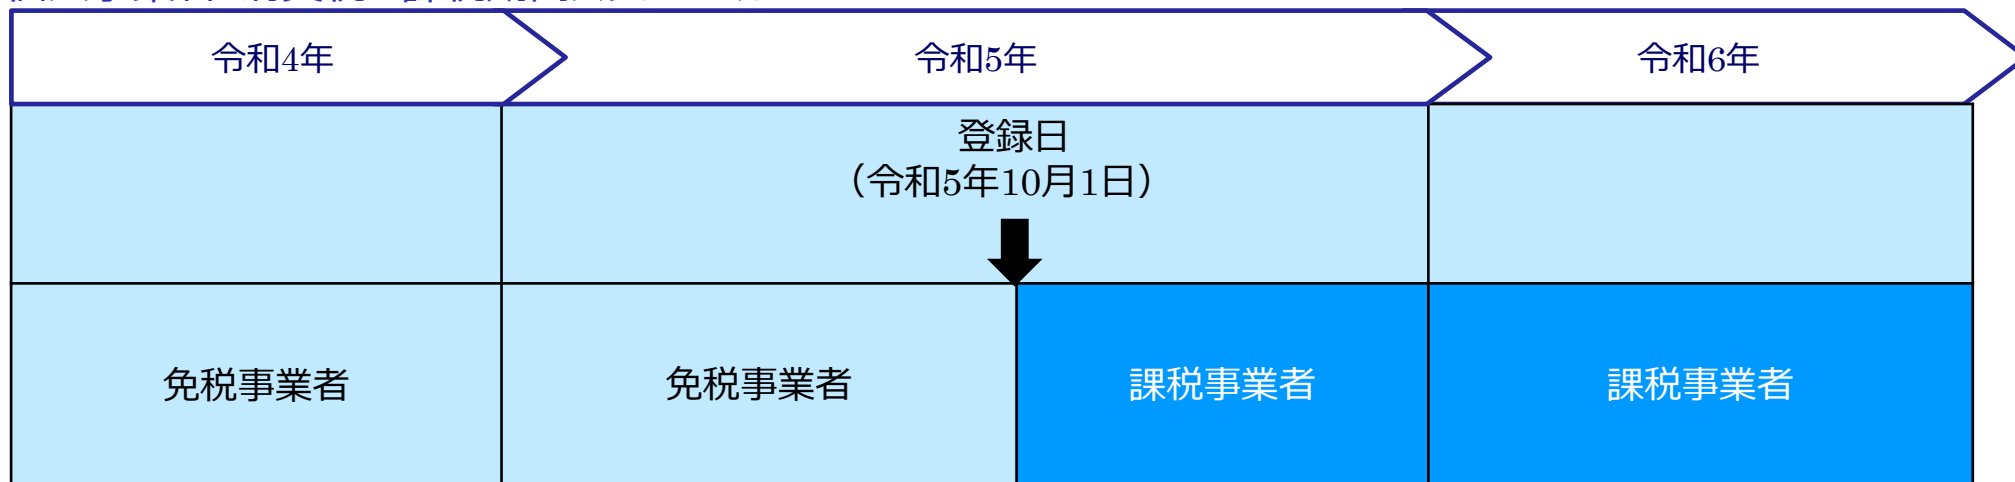 令和4年
令和5年
令和6年
登録日
（令和5年10月1日）
免税事業者
免税事業者
課税事業者
課税事業者